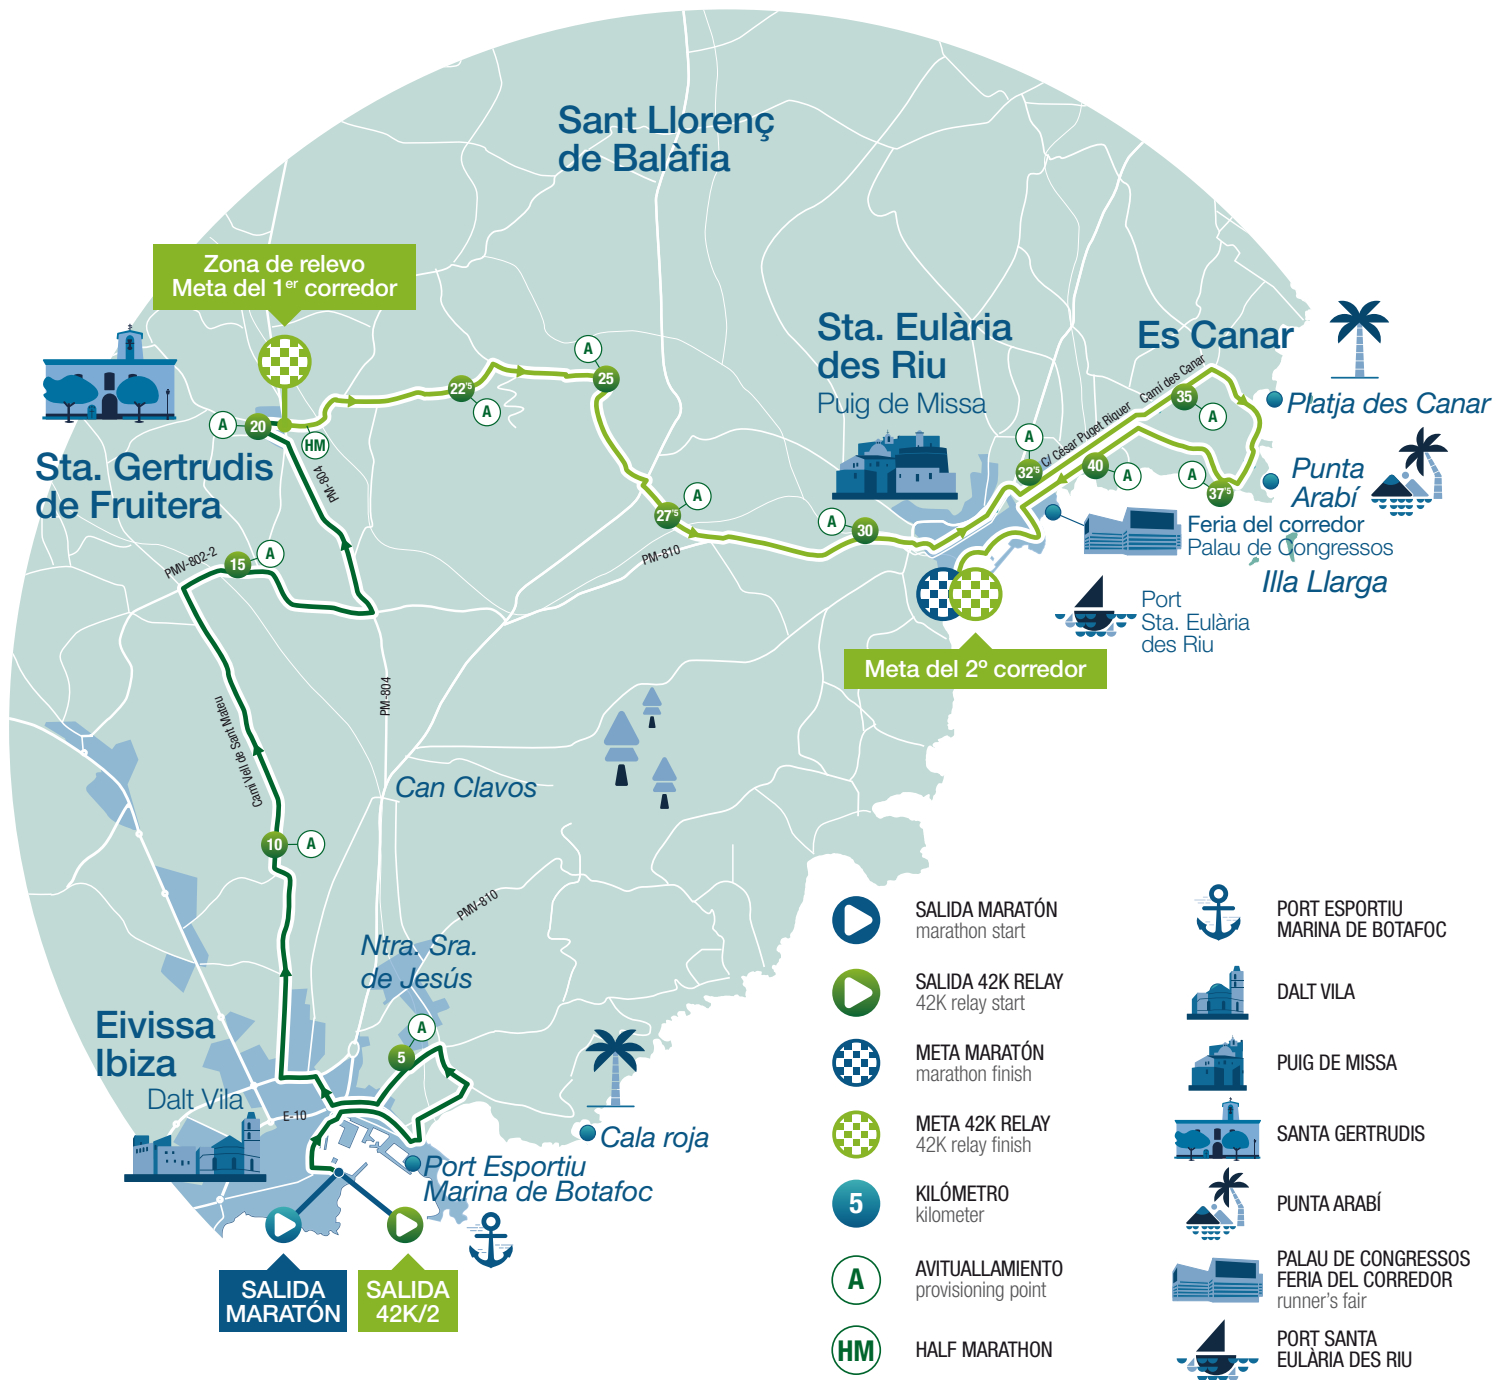 Sant Llorenç
de Balàfia
Zona de relevo
Meta del 1er corredor
A
25
22'5
A
A
20
HM
PM-804
Sta. Gertrudis
de Fruitera
PMV-802-2
15
A
27'5
A
PM-810
A
30
Sta. Eulària
des Riu
Puig de Missa
Es Canar
Camí des Canar
C/ César Puget Riquer
35
A
Platja des Canar
A
32'5
40
A
A
37'5
Punta
Arabí
Feria del corredor
Palau de Congressos
Illa Llarga
Port
Sta. Eulària
des Riu
Meta del 2º corredor
PM-804
Camí Vell de Sant Mateu
Can Clavos
10
A
PMV-810
Ntra. Sra.
de Jesús
Eivissa
Ibiza
Dalt Vila
E-10
A
5
Cala roja
Port Esportiu
Marina de Botafoc
SALIDA
MARATÓN
SALIDA
42K/2
SALIDA MARATÓN
marathon start
SALIDA 42K RELAY
42K relay start
META MARATÓN
marathon finish
META 42K RELAY
42K relay finish
5
KILÓMETRO
kilometer
A
AVITUALLAMIENTO
provisioning point
HM
HALF MARATHON
PORT ESPORTIU
MARINA DE BOTAFOC
DALT VILA
PUIG DE MISSA
SANTA GERTRUDIS
PUNTA ARABÍ
PALAU DE CONGRESSOS
FERIA DEL CORREDOR
runner's fair
PORT SANTA
EULÀRIA DES RIU